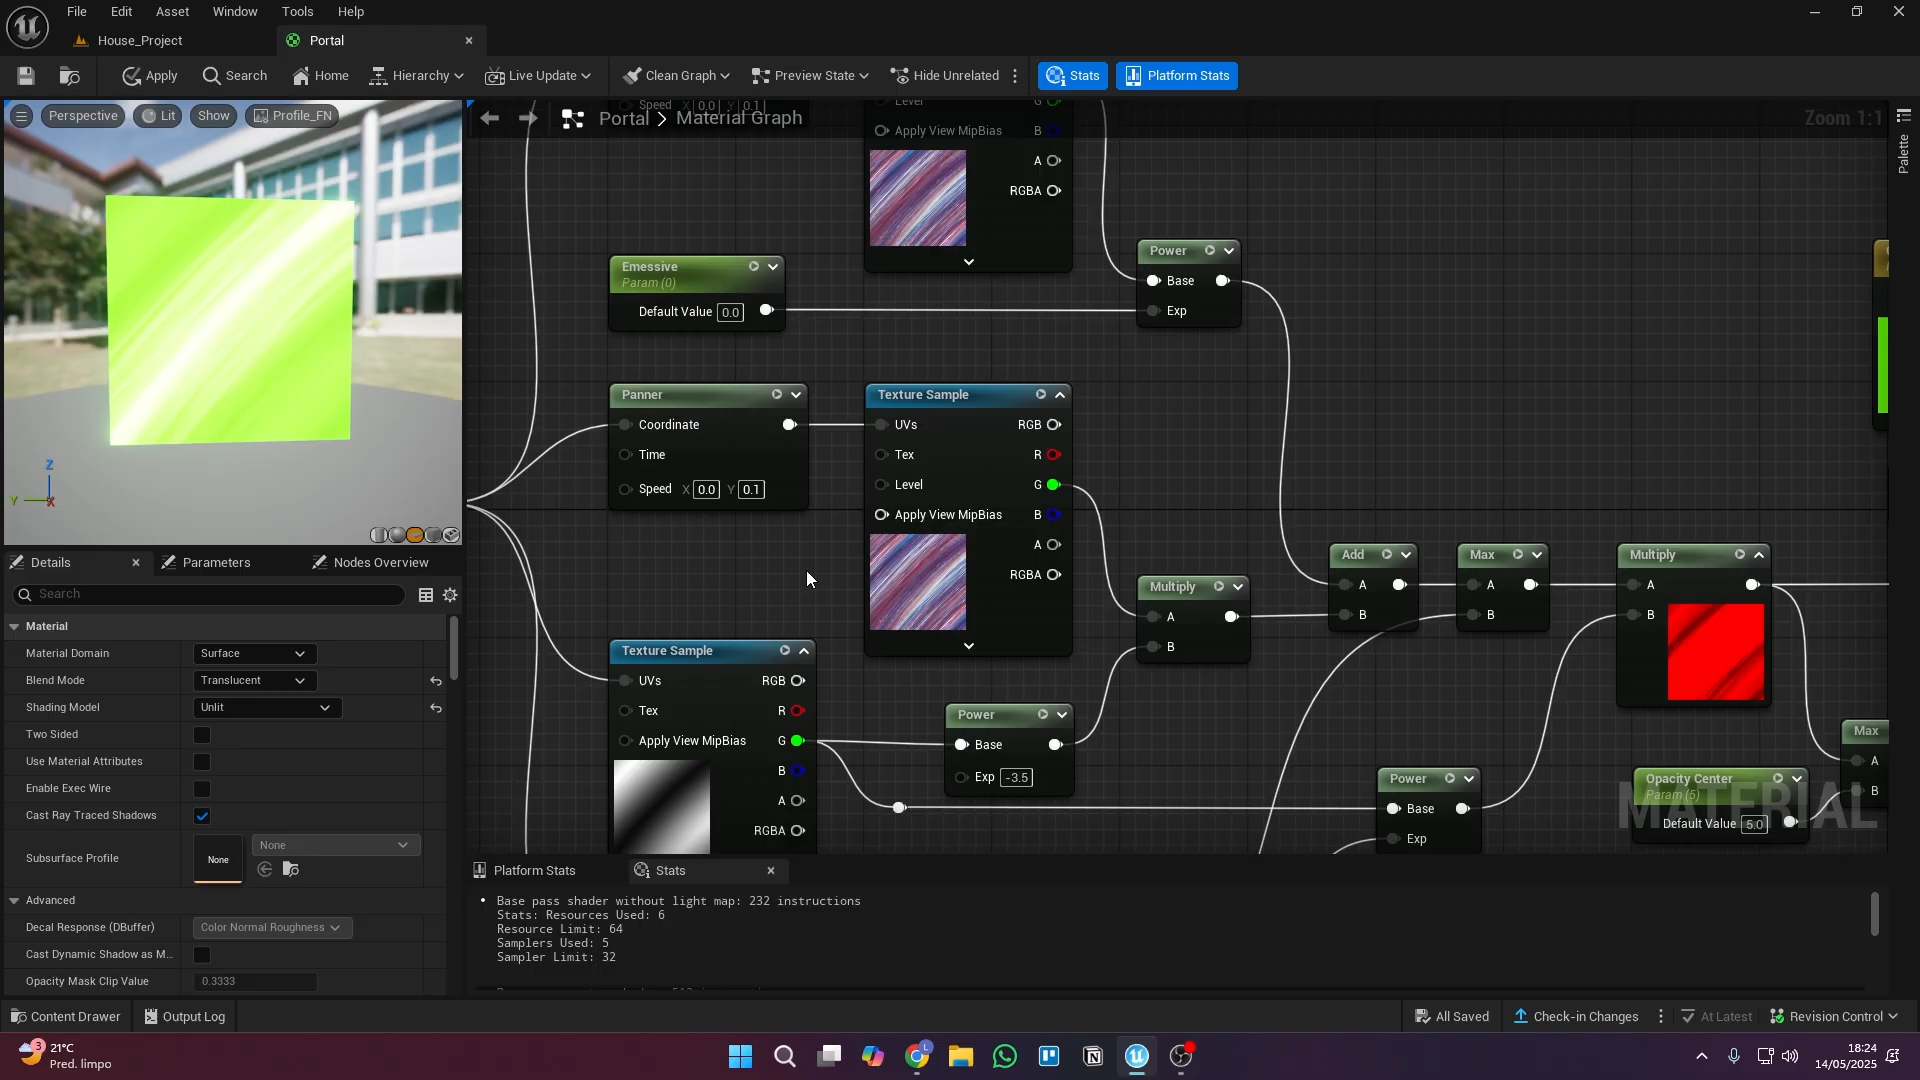 File Edit Asset Window Tools Help
House_Project
Portal
Apply Search Home Hierarchy Live Update Clean Graph Preview State Hide Unrelated Stats Platform Stats
Perspective Lit Show Profile_FN
Z
Y X
Portal > Material Graph
Zoom 1:1
Palette
Speed X 0.0 Y 0.1
Level G
Apply View MipBias B
A
RGBA
Emessive
Param (0)
Default Value 0.0
Power
Base
Exp
Panner
Coordinate
Time
Speed X 0.0 Y 0.1
Texture Sample
UVs RGB
Tex R
Level G
Apply View MipBias B
A
RGBA
Multiply
A
B
Add
A
B
Max
A
B
Multiply
A
B
Texture Sample
UVs RGB
Tex R
Apply View MipBias G
B
A
RGBA
Power
Base
Exp -3.5
Power
Base
Exp
Opacity Center
Param (5)
Default Value 5.0
Max
A
B
MATERIAL
Details Parameters Nodes Overview
Search
Material
Material Domain Surface
Blend Mode Translucent
Shading Model Unlit
Two Sided
Use Material Attributes
Enable Exec Wire
Cast Ray Traced Shadows
Subsurface Profile None None
Advanced
Decal Response (DBuffer) Color Normal Roughness
Cast Dynamic Shadow as M...
Opacity Mask Clip Value 0.3333
Platform Stats Stats
Base pass shader without light map: 232 instructions
Stats: Resources Used: 6
Resource Limit: 64
Samplers Used: 5
Sampler Limit: 32
Content Drawer Output Log All Saved Check-in Changes At Latest Revision Control
3 21°C
Pred. limpo
L
18:24
14/05/2025